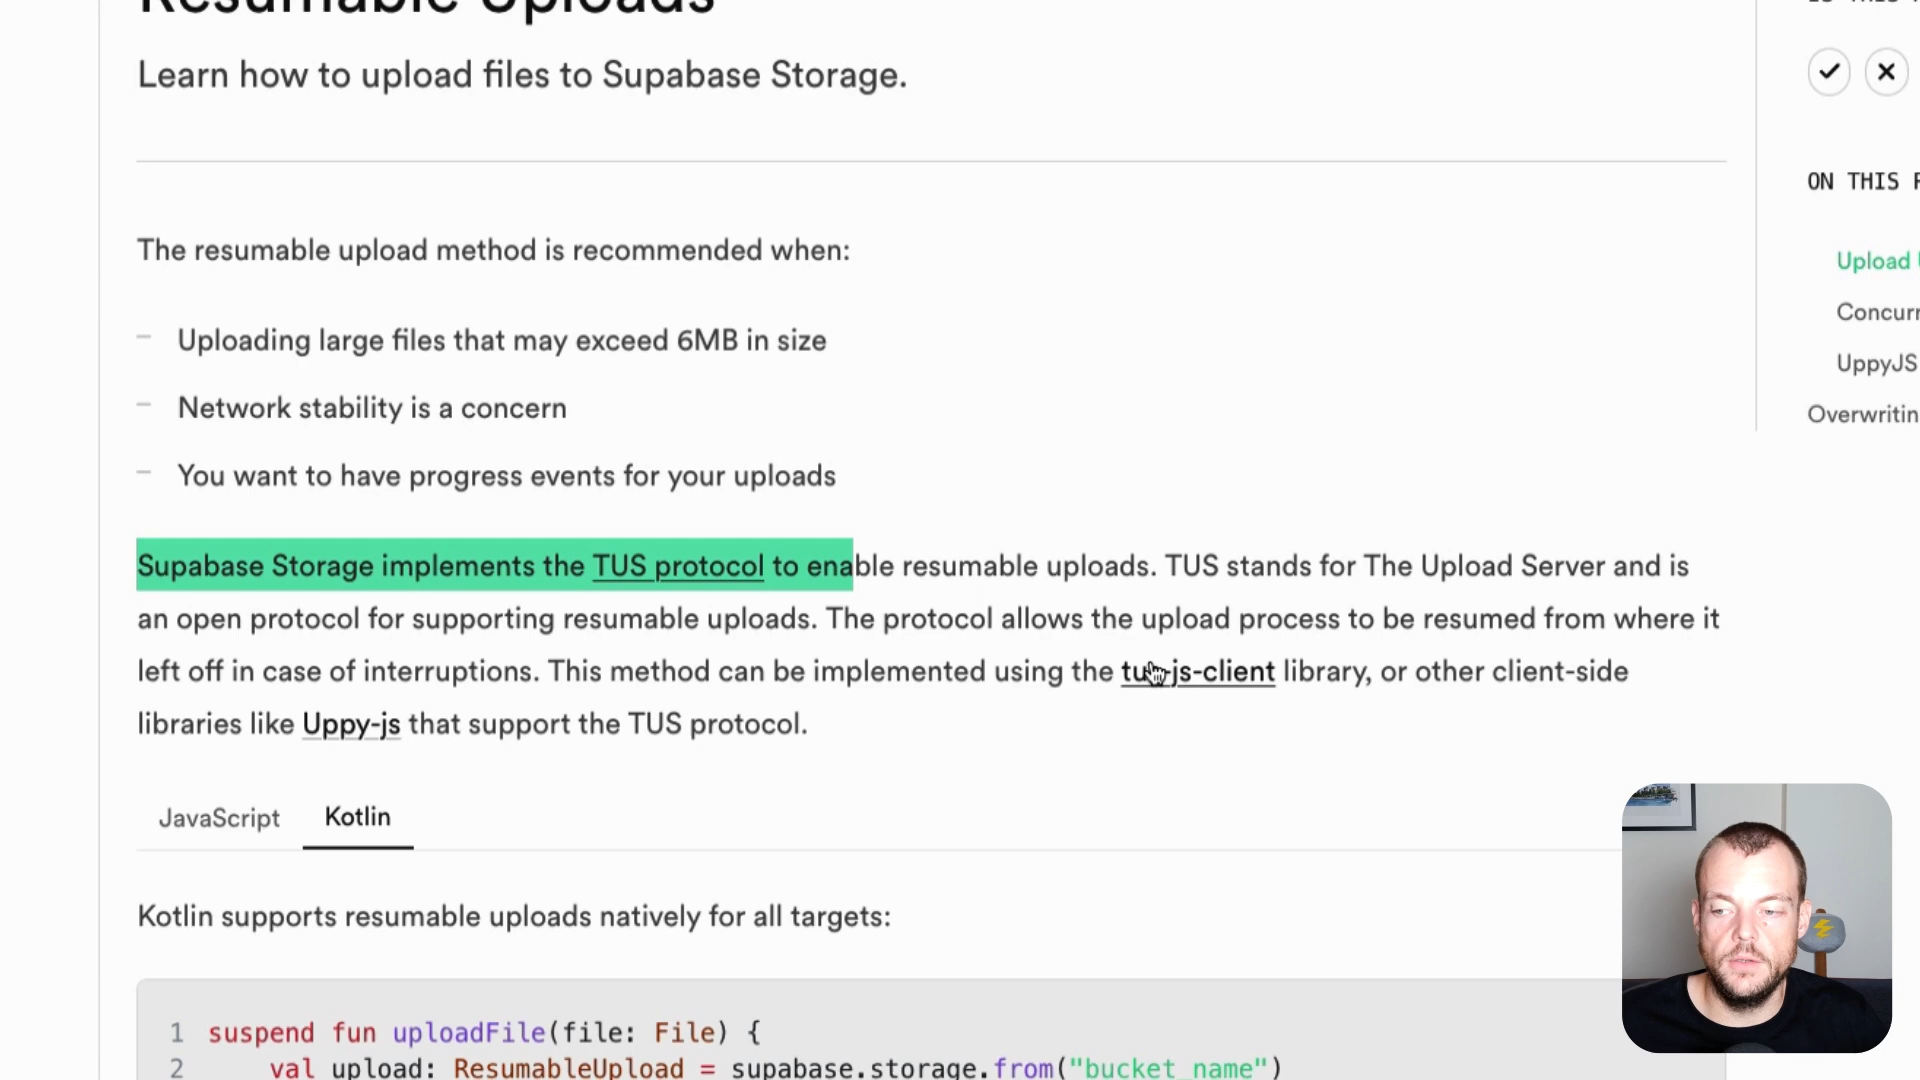 Resumable Uploads
Learn how to upload files to Supabase Storage.
The resumable upload method is recommended when:
Uploading large files that may exceed 6MB in size
Network stability is a concern
You want to have progress events for your uploads
Supabase Storage implements the TUS protocol to enable resumable uploads. TUS stands for The Upload Server and is
an open protocol for supporting resumable uploads. The protocol allows the upload process to be resumed from where it
left off in case of interruptions. This method can be implemented using the tus-js-client library, or other client-side
libraries like Uppy-js that support the TUS protocol.
JavaScript Kotlin
Kotlin supports resumable uploads natively for all targets:
1 suspend fun uploadFile(file: File) {
2 val upload: ResumableUpload = supabase.storage.from("bucket_name")
ON THIS
Upload
UppyJS